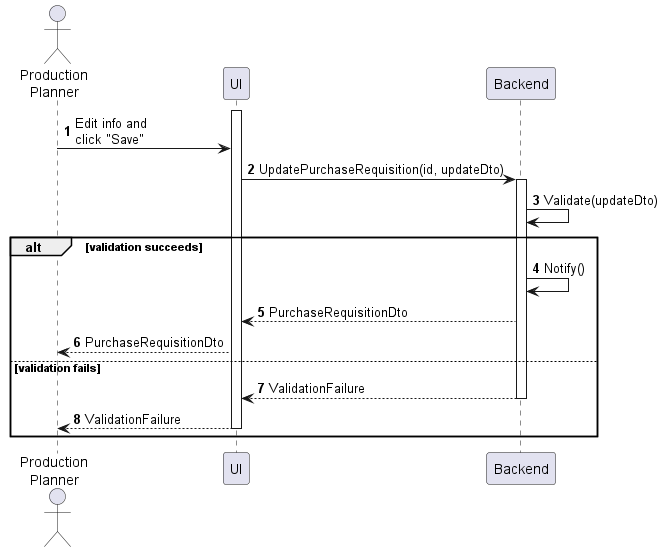 Production
Planner
UI
Backend
1 Edit info and
click "Save"
2 UpdatePurchaseRequisition(id, updateDto)
3 Validate(updateDto)
alt [validation succeeds]
4 Notify()
5 PurchaseRequisitionDto
6 PurchaseRequisitionDto
[validation fails]
7 ValidationFailure
8 ValidationFailure
Production
Planner
UI
Backend